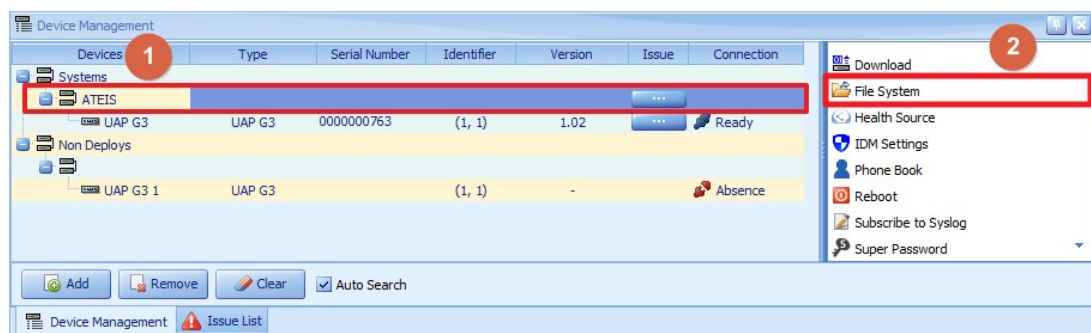 Device Management
Devices Type Serial Number Identifier Version Issue Connection
1
2
Systems
ATEIS ...
UAP G3 UAP G3 0000000763 (1, 1) 1.02 ... Ready
Non Deploys
UAP G3 1 UAP G3 (1, 1) - Absence
Download
File System
Health Source
IDM Settings
Phone Book
Reboot
Subscribe to Syslog
Super Password
Add Remove Clear Auto Search
Device Management Issue List